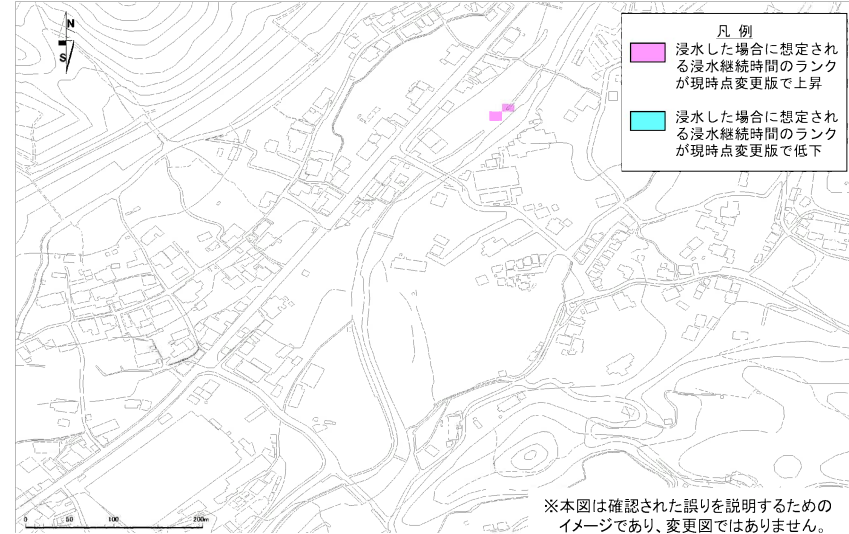 N
S
凡 例
浸水した場合に想定され
る浸水継続時間のランク
が現時点変更版で上昇
浸水した場合に想定され
る浸水継続時間のランク
が現時点変更版で低下
0 50 100 200m
※本図は確認された誤りを説明するための
イメージであり、変更図ではありません。